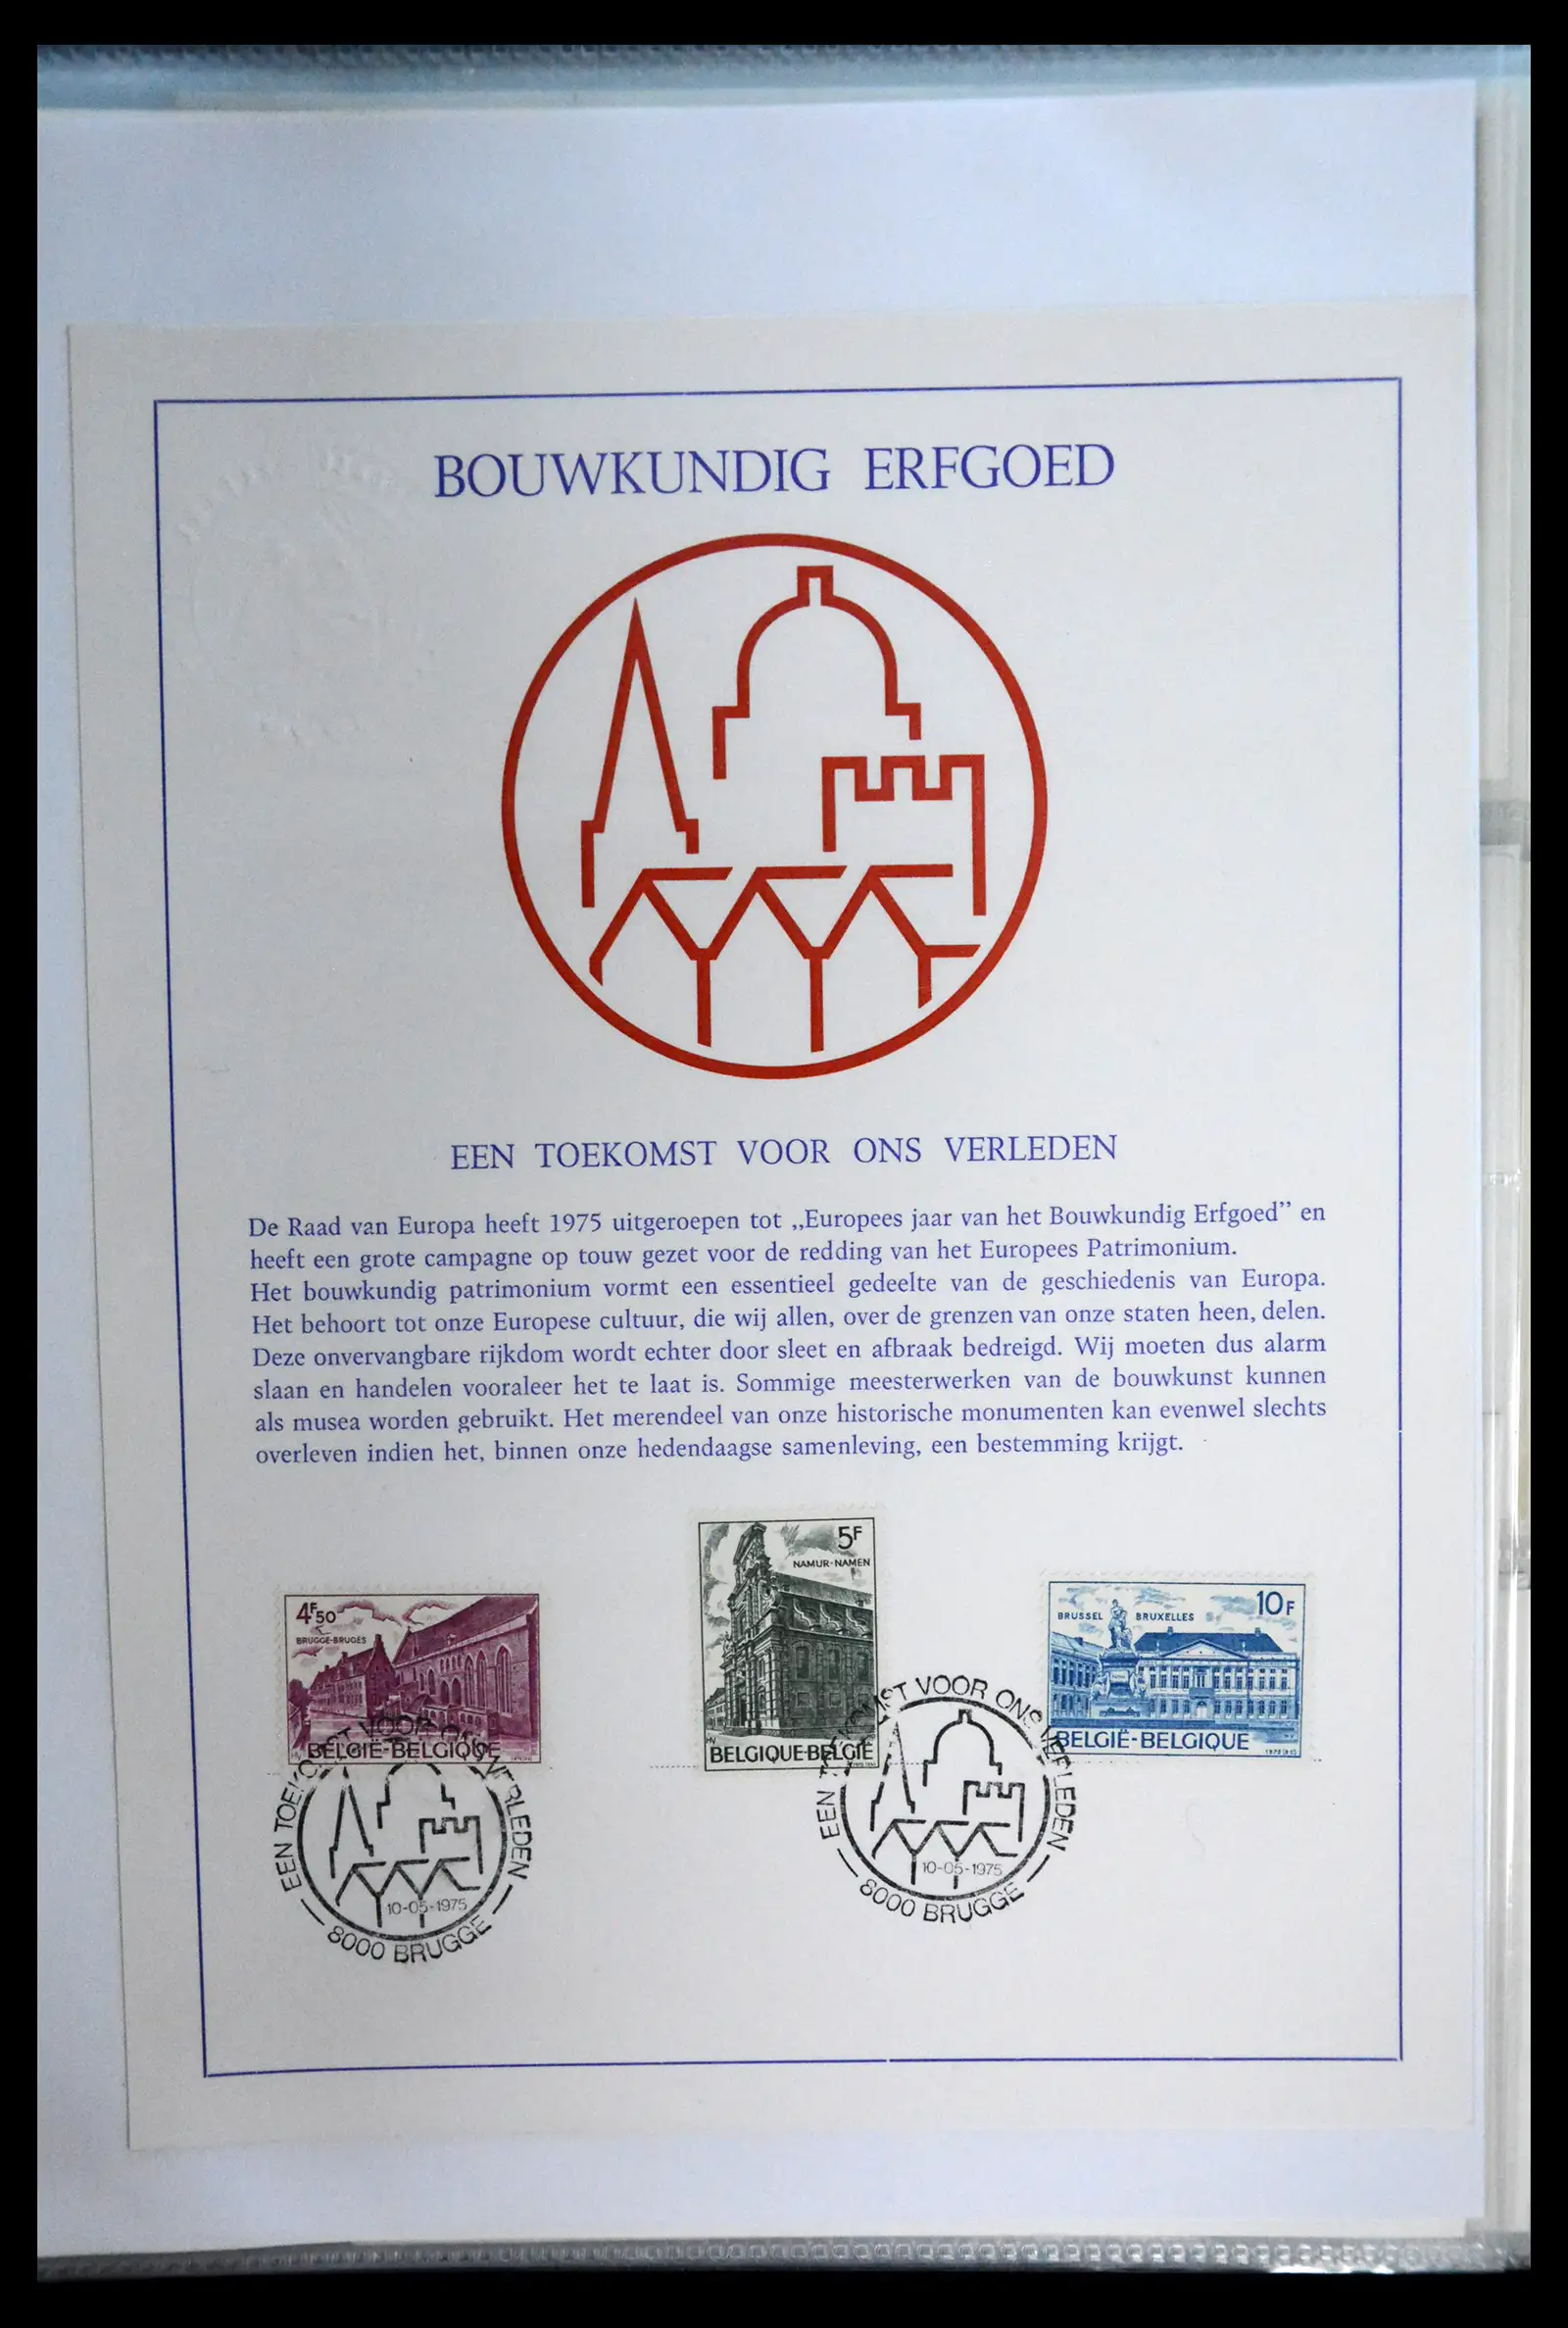 BOUWKUNDIG ERFGOED
EEN TOEKOMST VOOR ONS VERLEDEN
De Raad van Europa heeft 1975 uitgeroepen tot „Europees jaar van het Bouwkundig Erfgoed” en
heeft een grote campagne op touw gezet voor de redding van het Europees Patrimonium.
Het bouwkundig patrimonium vormt een essentieel gedeelte van de geschiedenis van Europa.
Het behoort tot onze Europese cultuur, die wij allen, over de grenzen van onze staten heen, delen.
Deze onvervangbare rijkdom wordt echter door sleet en afbraak bedreigd. Wij moeten dus alarm
slaan en handelen vooraleer het te laat is. Sommige meesterwerken van de bouwkunst kunnen
als musea worden gebruikt. Het merendeel van onze historische monumenten kan evenwel slechts
overleven indien het, binnen onze hedendaagse samenleving, een bestemming krijgt.
4F50
BRUGGE-BRUGES
BELGIË-BELGIQUE
5F
NAMUR-NAMEN
BELGIQUE-BELGIË
10F
BRUSSEL BRUXELLES
BELGIË-BELGIQUE
EEN TOEKOMST VOOR ONS VERLEDEN
10-05-1975
8000 BRUGGE
EEN TOEKOMST VOOR ONS VERLEDEN
10-05-1975
8000 BRUGGE